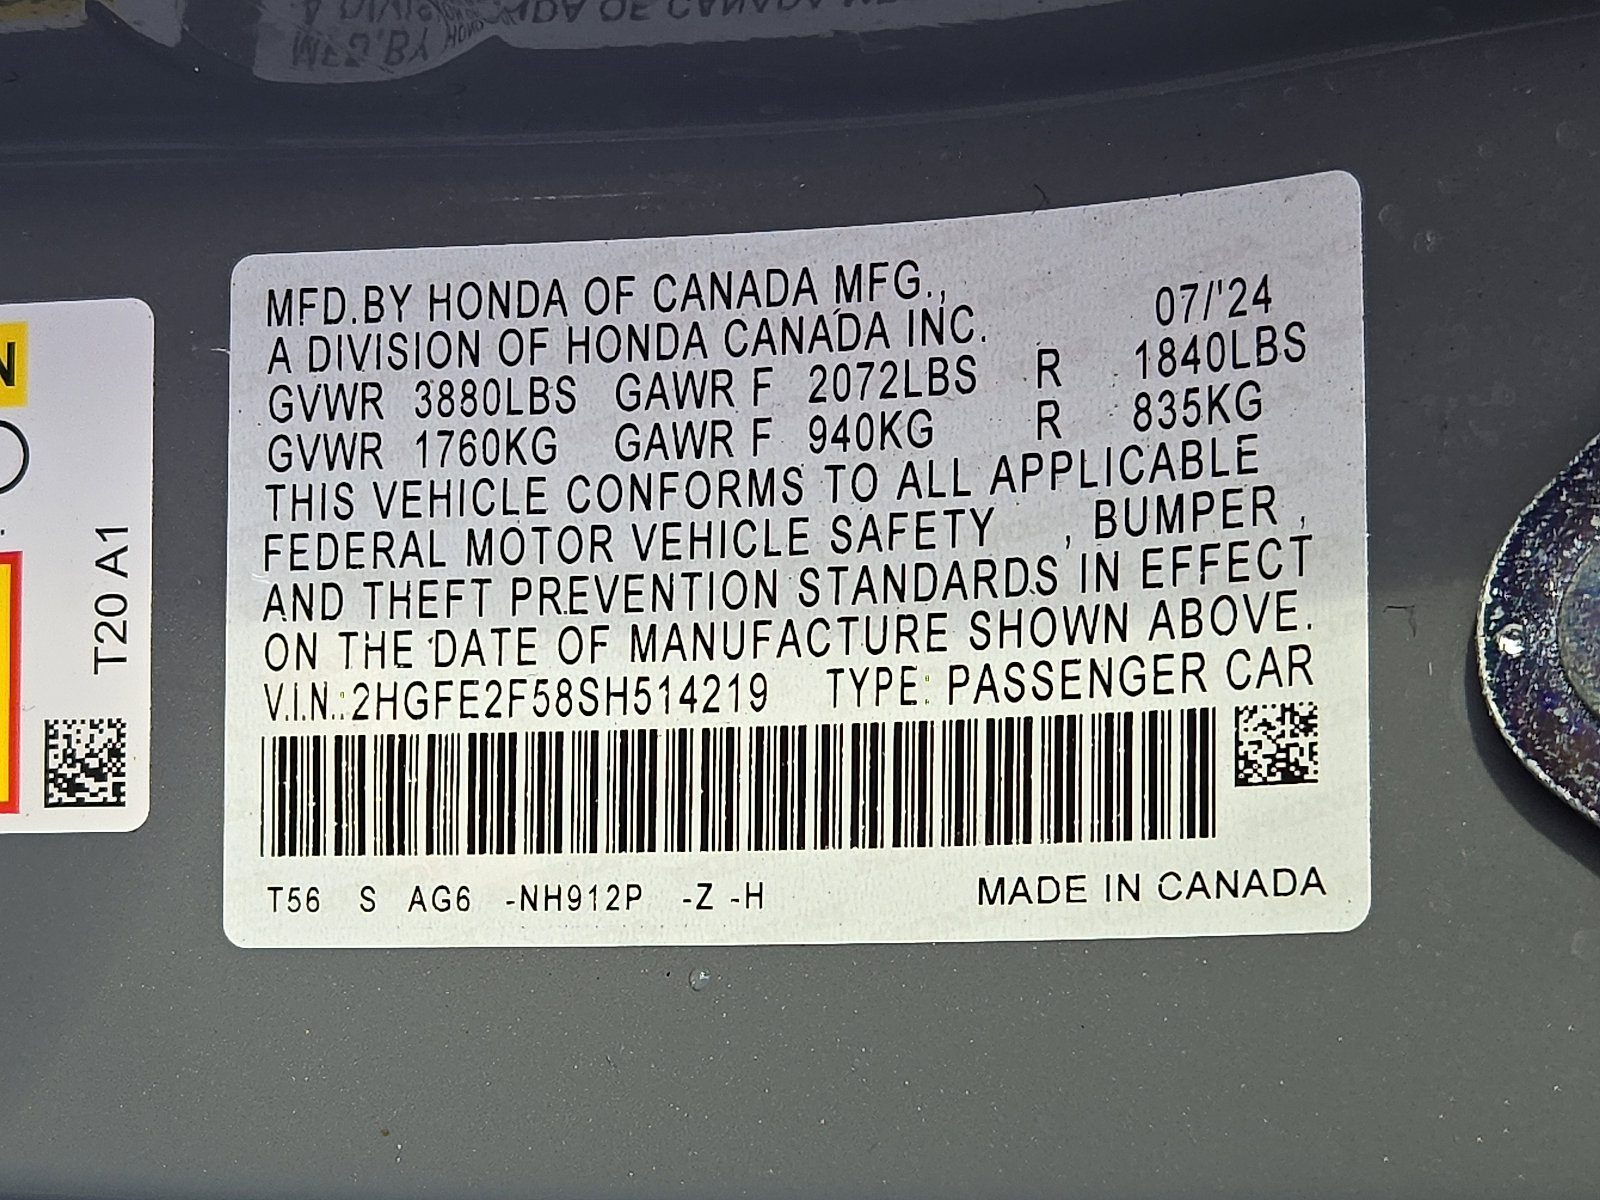 MFD.BY HONDA OF CANADA MFG.,
A DIVISION OF HONDA CANADA INC. 07/'24
GVWR 3880LBS GAWR F 2072LBS R 1840LBS
GVWR 1760KG GAWR F 940KG R 835KG
THIS VEHICLE CONFORMS TO ALL APPLICABLE
FEDERAL MOTOR VEHICLE SAFETY , BUMPER ,
AND THEFT PREVENTION STANDARDS IN EFFECT
ON THE DATE OF MANUFACTURE SHOWN ABOVE.
V.I.N.:2HGFE2F58SH514219 TYPE: PASSENGER CAR
T56 S AG6 -NH912P -Z -H MADE IN CANADA
T20 A1
N